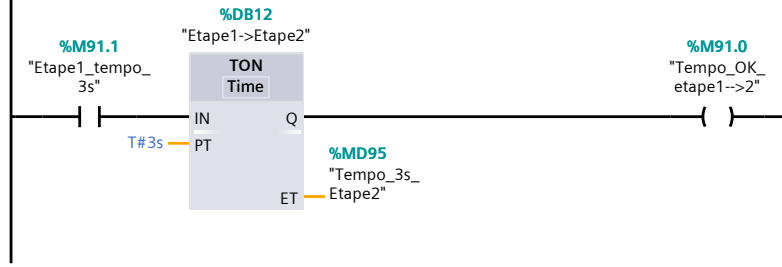 %DB12
"Etape1->Etape2"
%M91.1
"Etape1_tempo_
3s"
TON
Time
%M91.0
"Tempo_OK_
etape1-->2"
IN
Q
T#3s
PT
%MD95
"Tempo_3s_
Etape2"
ET